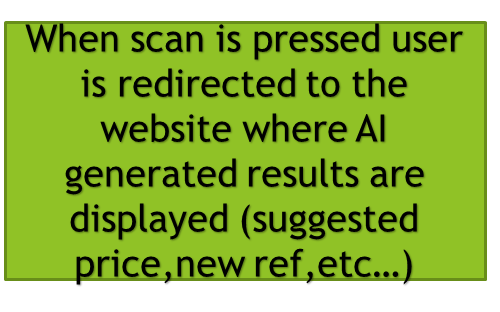 When scan is pressed user
is redirected to the
website where AI
generated results are
displayed (suggested
price,new ref,etc...)